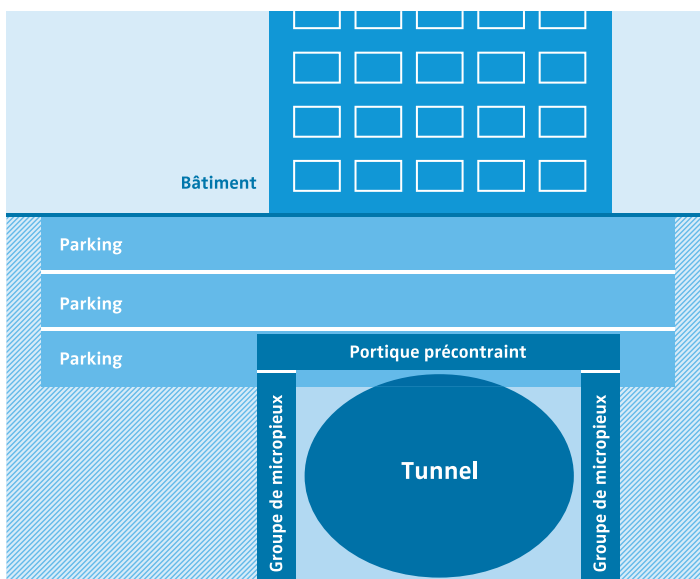 Bâtiment
Parking
Parking
Parking
Portique précontraint
Groupe de micropieux
Tunnel
Groupe de micropieux